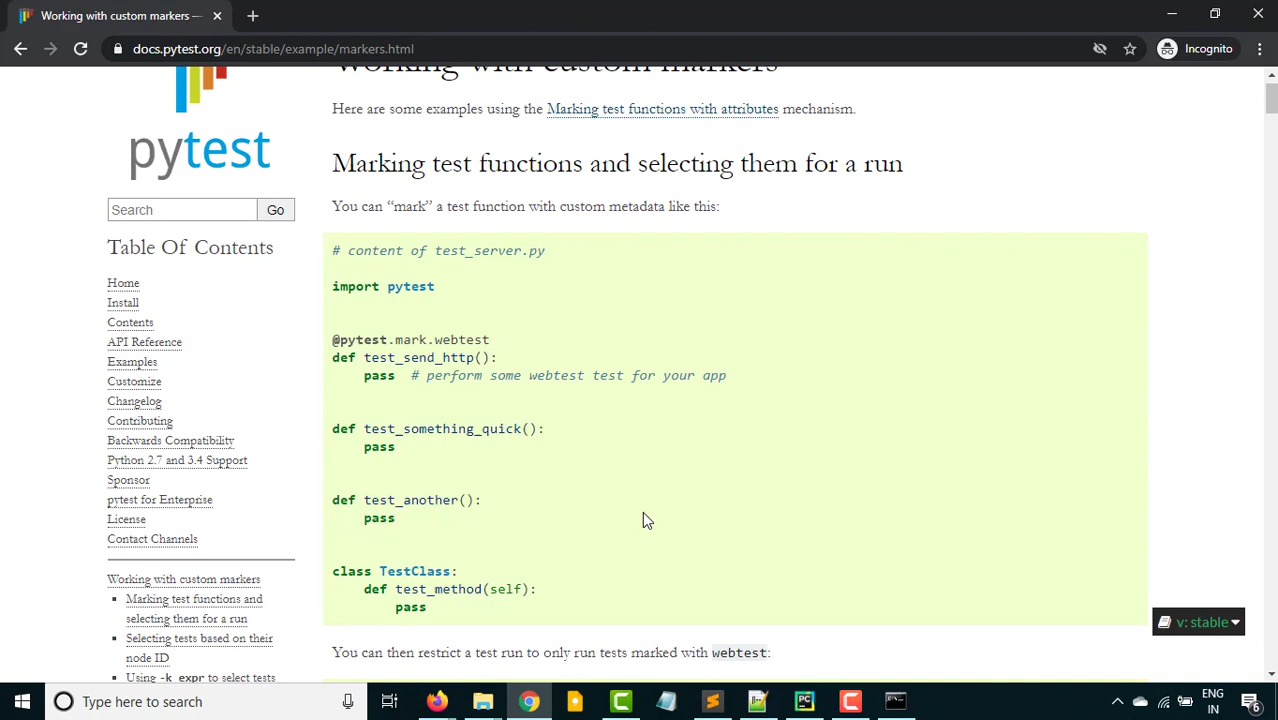 Working with custom markers —
docs.pytest.org/en/stable/example/markers.html
Incognito
Working with custom markers
Here are some examples using the Marking test functions with attributes mechanism.
pytest
Marking test functions and selecting them for a run
Search
Go
You can “mark” a test function with custom metadata like this:
Table Of Contents
Home
Install
Contents
API Reference
Examples
Customize
Changelog
Contributing
Backwards Compatibility
Python 2.7 and 3.4 Support
Sponsor
pytest for Enterprise
License
Contact Channels
Working with custom markers
Marking test functions and
selecting them for a run
Selecting tests based on their
node ID
Using -k expr to select tests
# content of test_server.py
import pytest
@pytest.mark.webtest
def test_send_http():
    pass  # perform some webtest test for your app
def test_something_quick():
    pass
def test_another():
    pass
class TestClass:
    def test_method(self):
        pass
You can then restrict a test run to only run tests marked with webtest:
v: stable
Type here to search
PC
ENG
IN
6